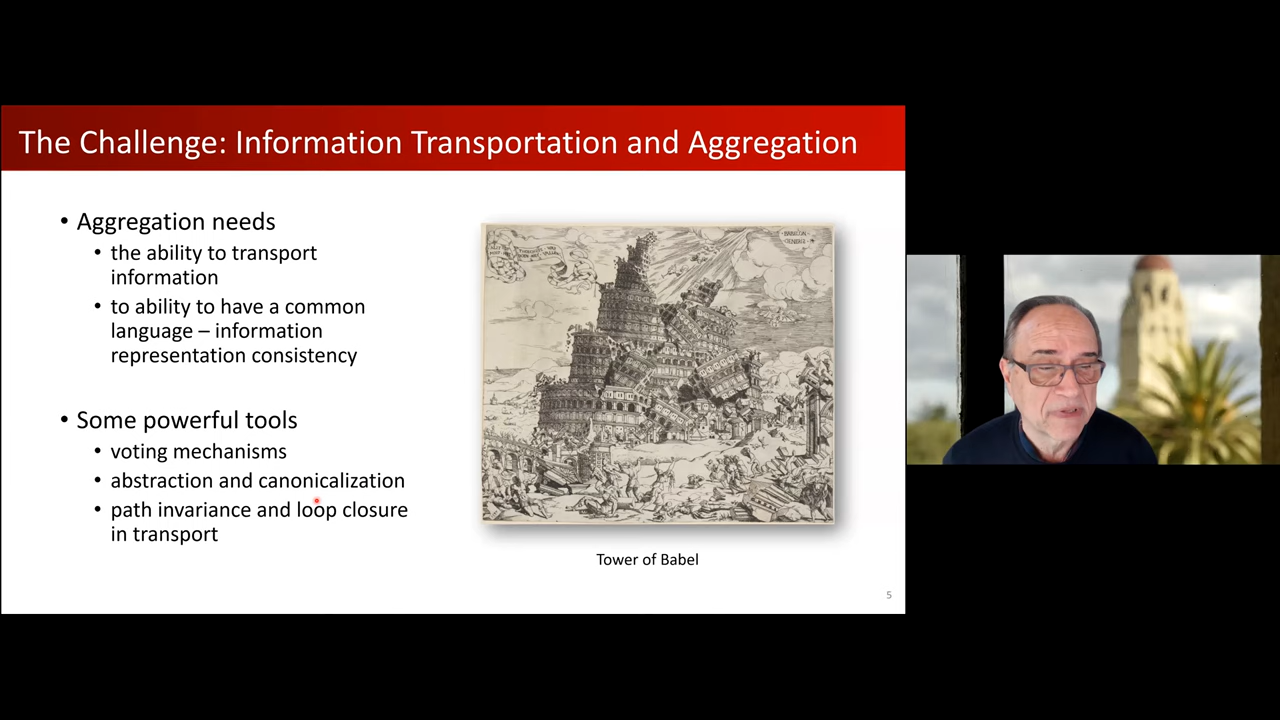 The Challenge: Information Transportation and Aggregation
• Aggregation needs
• the ability to transport
information
• to ability to have a common
language – information
representation consistency
• Some powerful tools
• voting mechanisms
• abstraction and canonicalization
• path invariance and loop closure
in transport
Tower of Babel
5